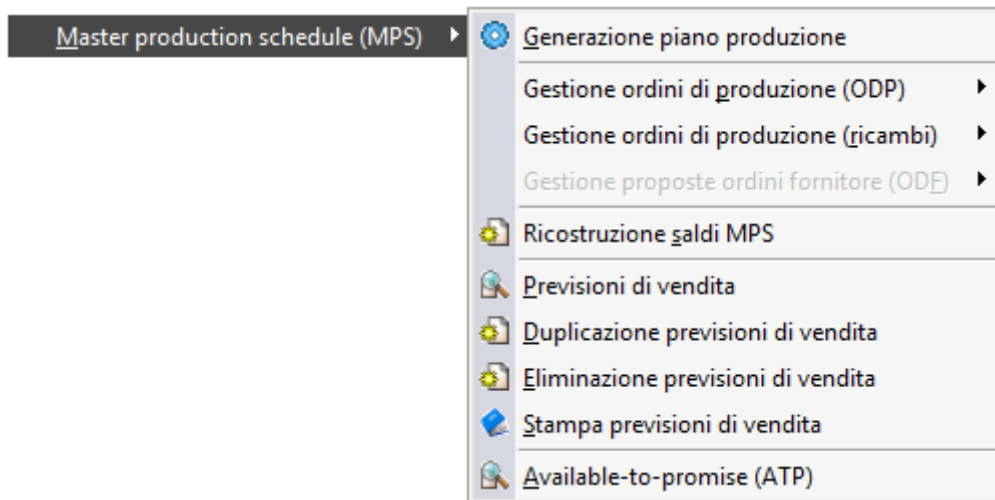 Master production schedule (MPS)
Generazione piano produzione
Gestione ordini di produzione (ODP)
Gestione ordini di produzione (ricambi)
Gestione proposte ordini fornitore (ODF)
Ricostruzione saldi MPS
Previsioni di vendita
Duplicazione previsioni di vendita
Eliminazione previsioni di vendita
Stampa previsioni di vendita
Available-to-promise (ATP)